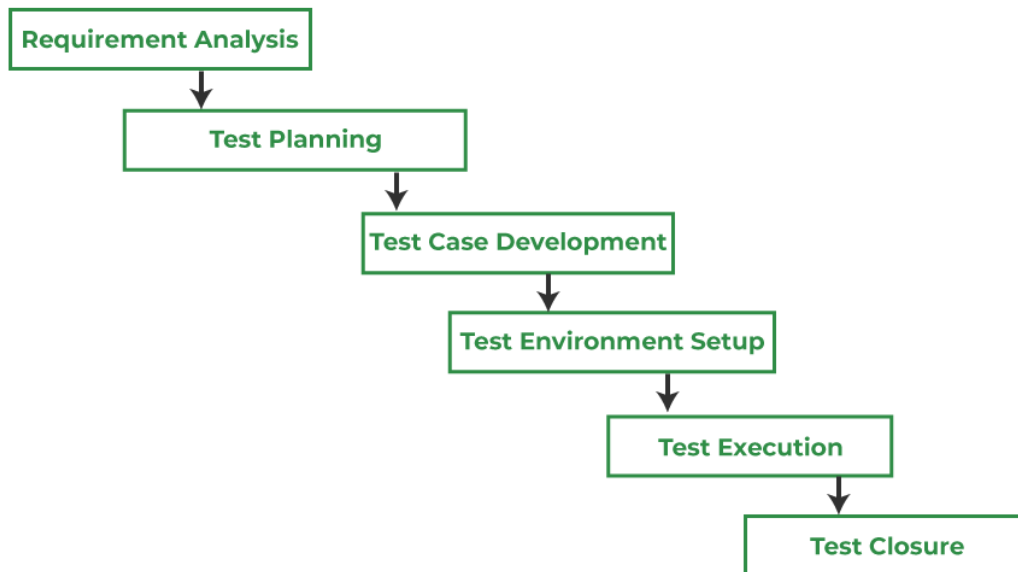 Requirement Analysis
Test Planning
Test Case Development
Test Environment Setup
Test Execution
Test Closure